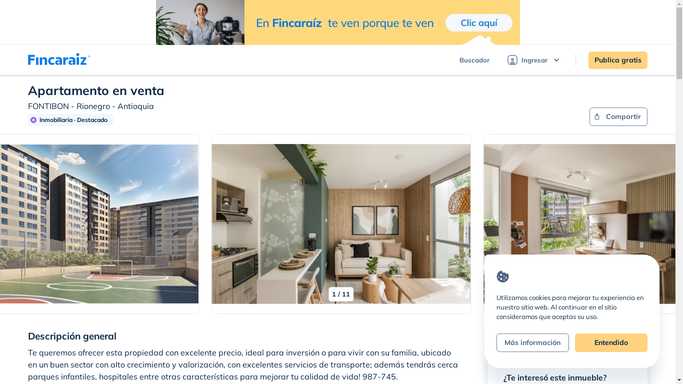 En Fincaraíz te ven porque te ven
Clic aquí
Fincaraíz
Buscador
Ingresar
Publica gratis
Apartamento en venta
FONTIBON - Rionegro - Antioquia
Inmobiliaria · Destacado
Compartir
1 / 11
Utilizamos cookies para mejorar tu experiencia en
nuestro sitio web. Al continuar en el sitio
consideramos que aceptas su uso.
Más información
Entendido
Descripción general
Te queremos ofrecer esta propiedad con excelente precio, ideal para inversión o para vivir con su familia, ubicado
en un buen sector con alto crecimiento y valorización, con excelentes servicios de transporte; además tendrás cerca
parques infantiles, hospitales entre otras características para mejorar tu calidad de vida! 987-745.
¿Te interesó este inmueble?